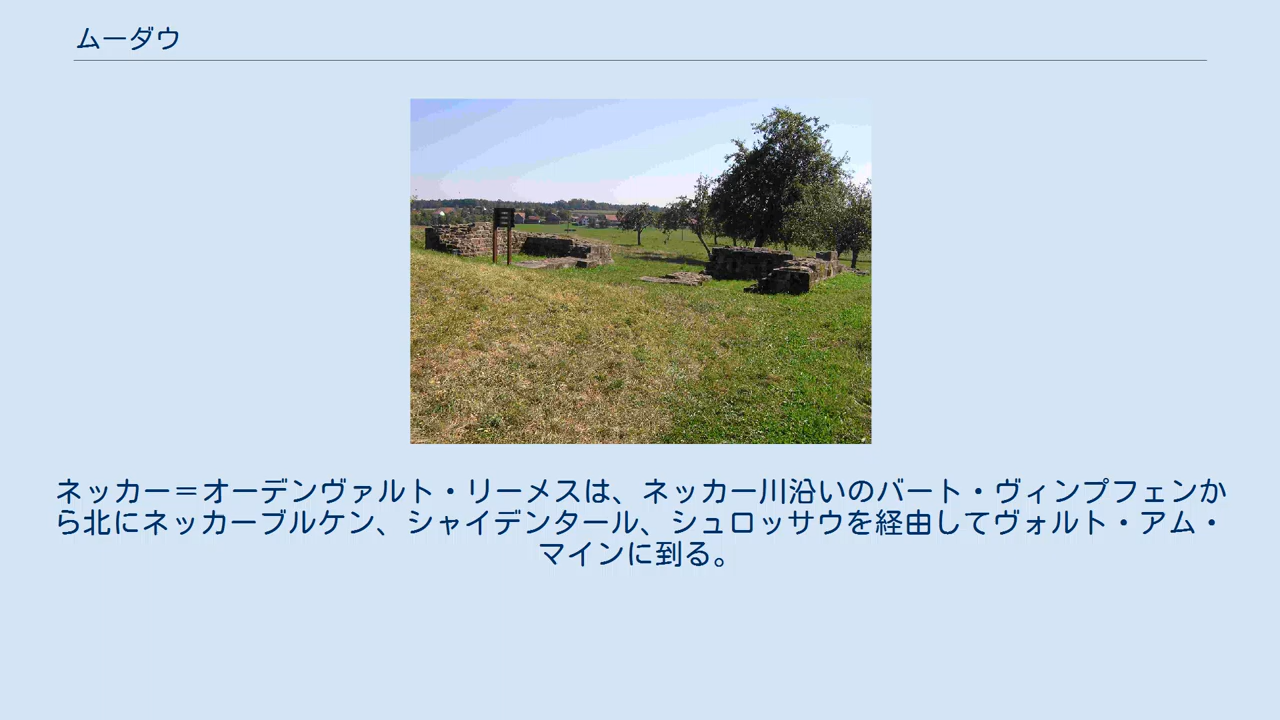 ムーダウ
ネッカー＝オーデンヴァルト・リーメスは、ネッカー川沿いのバート・ヴィンプフェンか
ら北にネッカーブルケン、シャイデンタール、シュロッサウを経由してヴォルト・アム・
マインに到る。